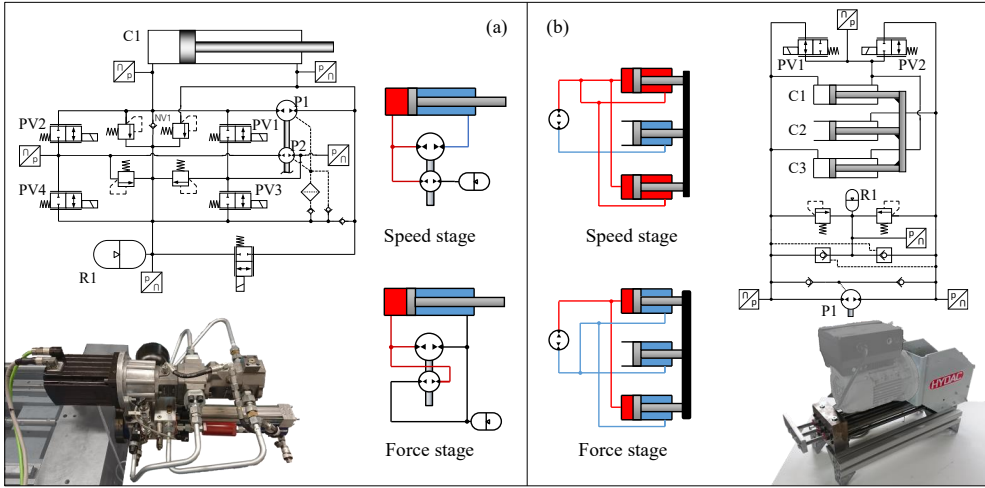 (a)
C1
n
p
p
n
P1
PV2
NV1
PV1
P2
n
p
p
n
PV4
PV3
R1
p
n
Speed stage
Force stage
(b)
n
p
PV1
PV2
C1
C2
C3
R1
p
n
n
p
P1
p
n
Speed stage
Force stage
HYDAC